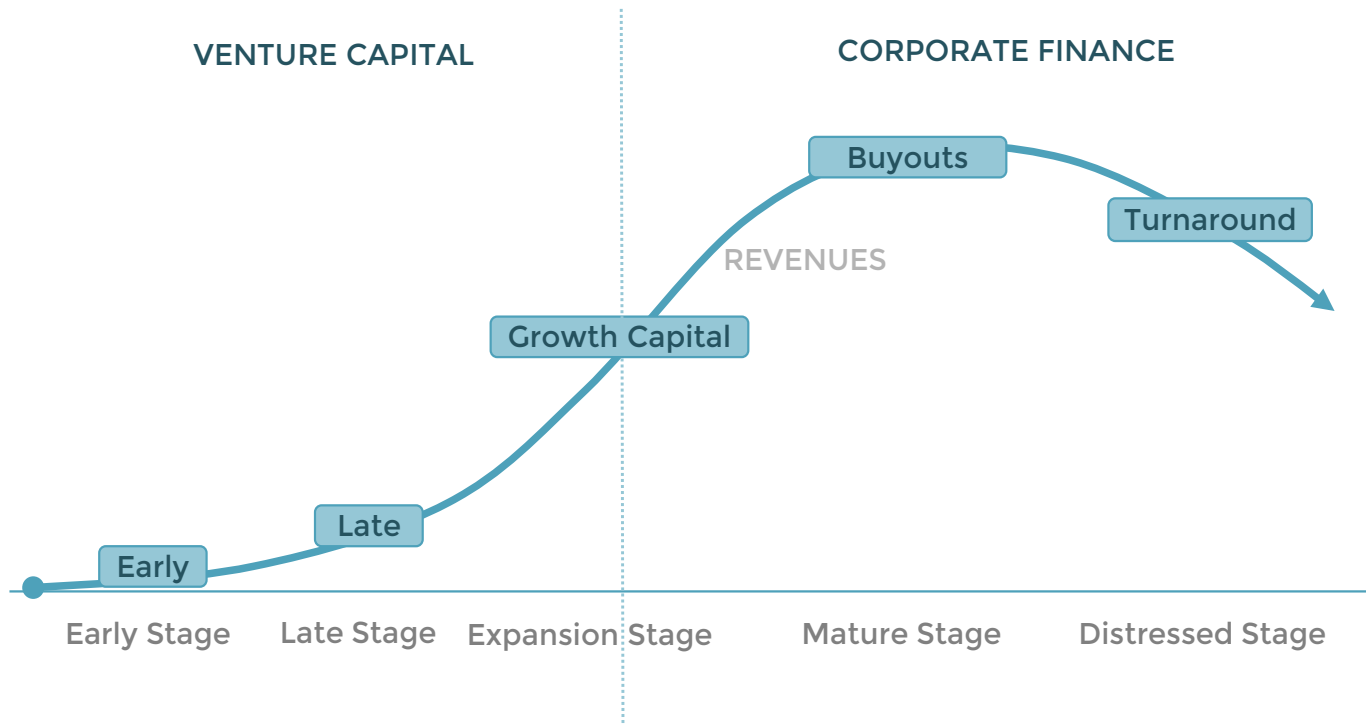 VENTURE CAPITAL
CORPORATE FINANCE
Buyouts
Turnaround
REVENUES
Growth Capital
Late
Early
Early Stage
Late Stage
Expansion Stage
Mature Stage
Distressed Stage